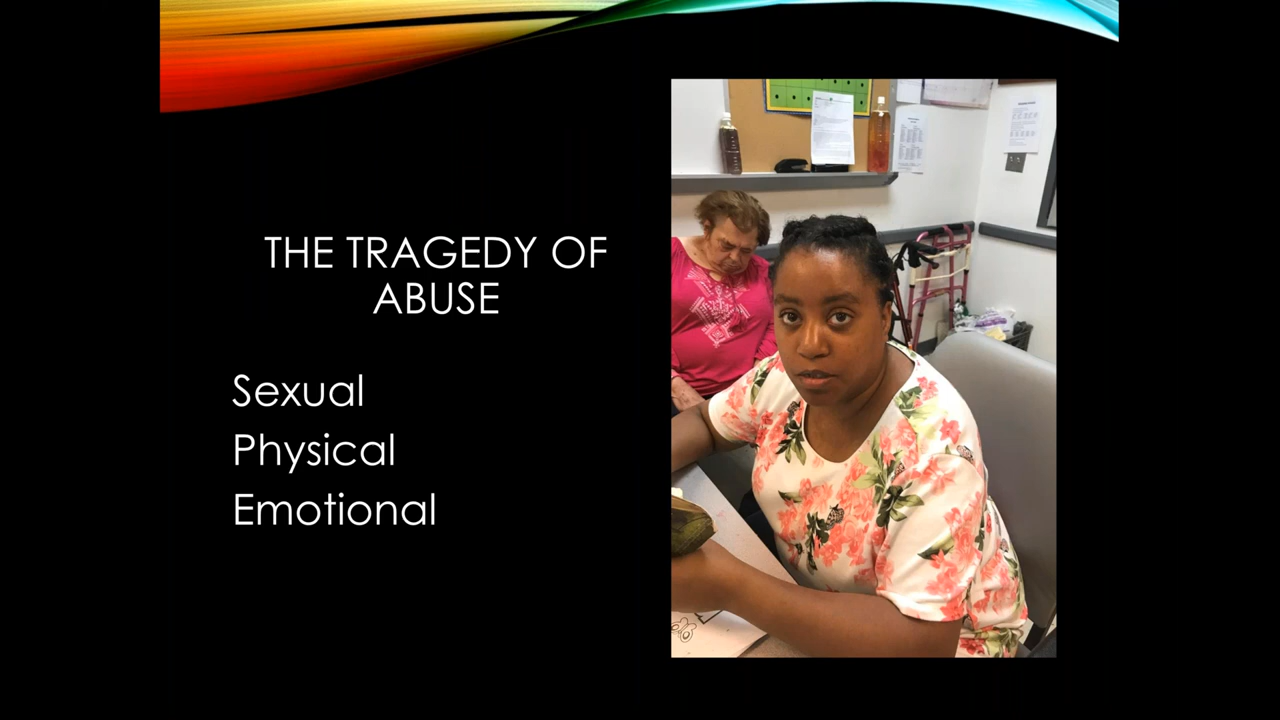 THE TRAGEDY OF
ABUSE
Sexual
Physical
Emotional